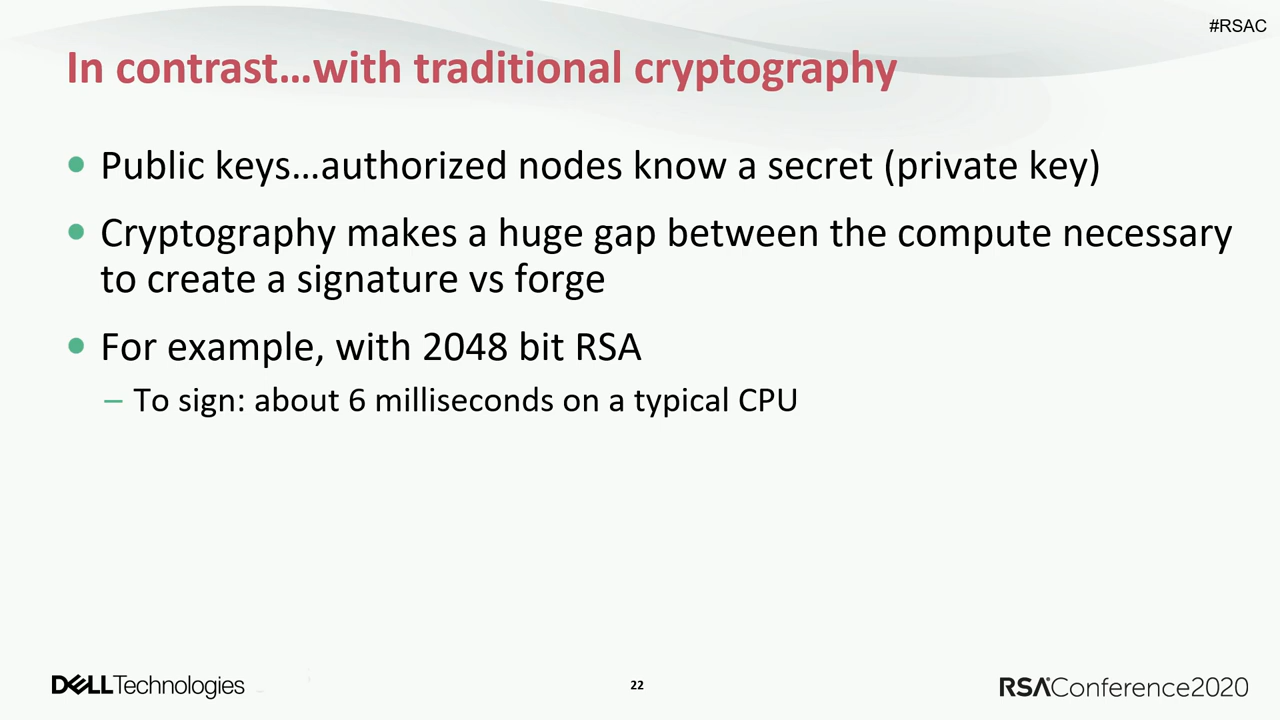 #RSAC
In contrast…with traditional cryptography
• Public keys…authorized nodes know a secret (private key)
• Cryptography makes a huge gap between the compute necessary
to create a signature vs forge
• For example, with 2048 bit RSA
– To sign: about 6 milliseconds on a typical CPU
DELL Technologies
22
RSA Conference2020